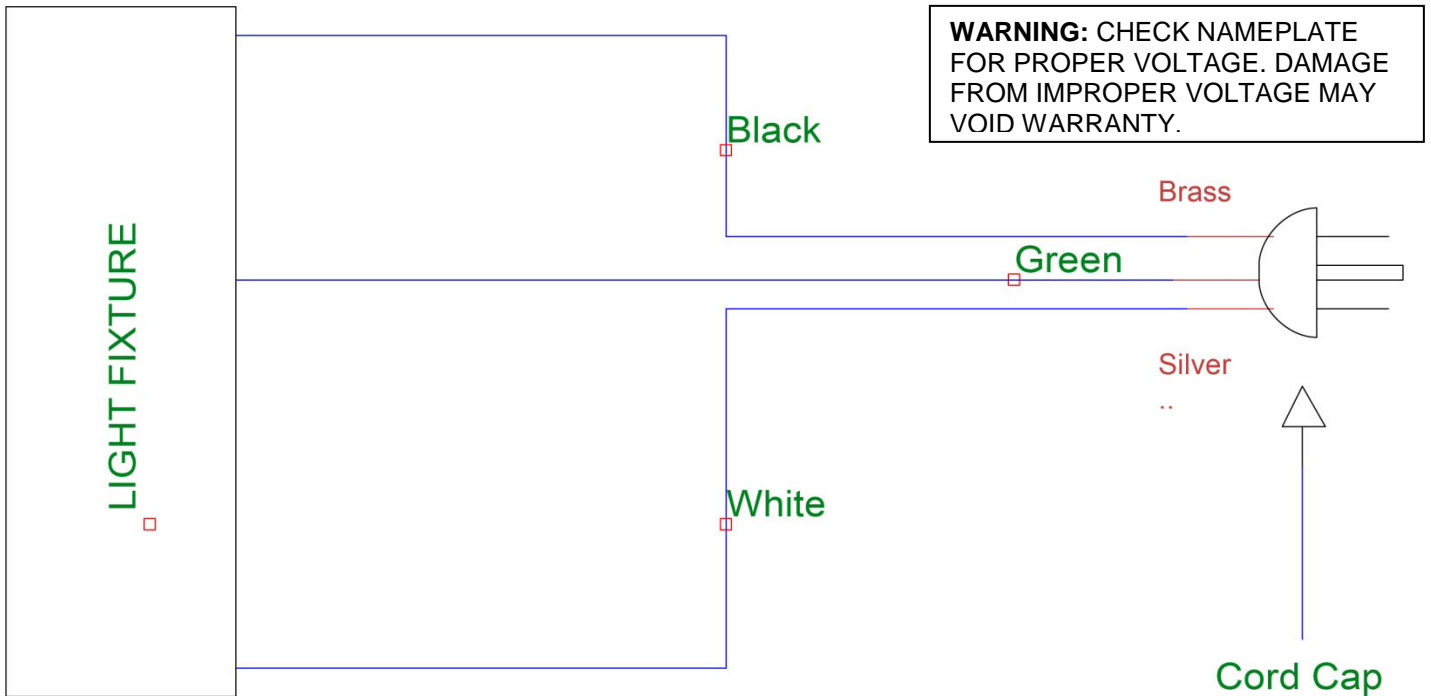 WARNING: CHECK NAMEPLATE
FOR PROPER VOLTAGE. DAMAGE
FROM IMPROPER VOLTAGE MAY
VOID WARRANTY.
Black
Brass
Green
LIGHT FIXTURE
Silver
..
White
Cord Cap